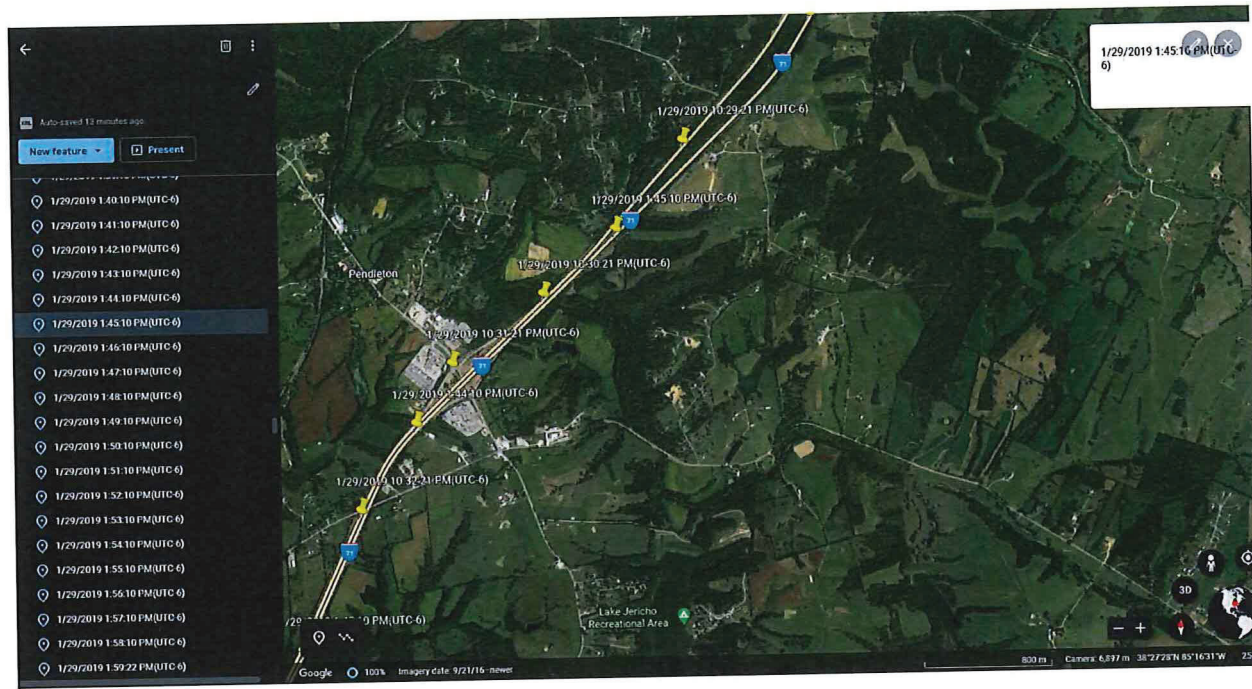 Auto-saved 13 minutes ago
New feature
Present
1/29/2019 1:40:10 PM(UTC-6)
1/29/2019 1:41:10 PM(UTC-6)
1/29/2019 1:42:10 PM(UTC-6)
1/29/2019 1:43:10 PM(UTC-6)
1/29/2019 1:44:10 PM(UTC-6)
1/29/2019 1:45:10 PM(UTC-6)
1/29/2019 1:46:10 PM(UTC-6)
1/29/2019 1:47:10 PM(UTC-6)
1/29/2019 1:48:10 PM(UTC-6)
1/29/2019 1:49:10 PM(UTC-6)
1/29/2019 1:50:10 PM(UTC-6)
1/29/2019 1:51:10 PM(UTC-6)
1/29/2019 1:52:10 PM(UTC-6)
1/29/2019 1:53:10 PM(UTC-6)
1/29/2019 1:54:10 PM(UTC-6)
1/29/2019 1:55:10 PM(UTC-6)
1/29/2019 1:56:10 PM(UTC-6)
1/29/2019 1:57:10 PM(UTC-6)
1/29/2019 1:58:10 PM(UTC-6)
1/29/2019 1:59:22 PM(UTC-6)
71
1/29/2019 10:29:21 PM(UTC-6)
1/29/2019 1:45:10 PM(UTC-6)
71
1/29/2019 10:30:21 PM(UTC-6)
Pendleton
1/29/2019 10:31:21 PM(UTC-6)
71
1/29/2019 1:44:10 PM(UTC-6)
1/29/2019 10:32:21 PM(UTC-6)
71
PM(UTC-6)
Lake Jericho
Recreational Area
1/29/2019 1:45:10 PM(UTC-
6)
3D
Google
100%
Imagery date: 9/21/16-newer
800 m
Camera: 6,897 m
38°27'28"N 85°16'31"W